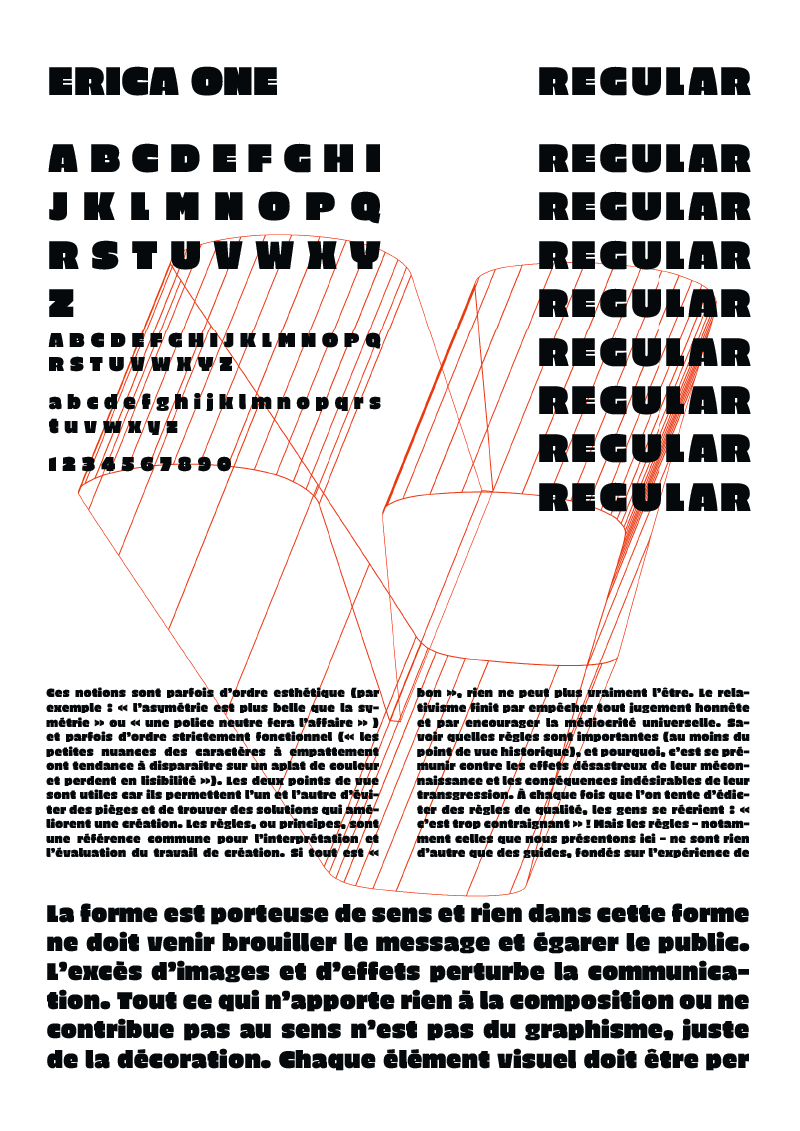 ERICA ONE
REGULAR
A B C D E F G H I
J K L M N O P Q
R S T U V W X Y
Z
A B C D E F G H I J K L M N O P Q
R S T U V W X Y Z
a b c d e f g h i j k l m n o p q r s
t u v w x y z
1 2 3 4 5 6 7 8 9 0
REGULAR
REGULAR
REGULAR
REGULAR
REGULAR
REGULAR
REGULAR
REGULAR
Ces notions sont parfois d’ordre esthétique (par
exemple : « l’asymétrie est plus belle que la sy-
métrie » ou « une police neutre fera l’affaire » )
et parfois d’ordre strictement fonctionnel (« les
petites nuances des caractères à empattement
ont tendance à disparaître sur un aplat de couleur
et perdent en lisibilité »). Les deux points de vue
sont utiles car ils permettent l’un et l’autre d’évi-
ter des pièges et de trouver des solutions qui amé-
liorent une création. Les règles, ou principes, sont
une référence commune pour l’interprétation et
l’évaluation du travail de création. Si tout est «
bon », rien ne peut plus vraiment l’être. Le rela-
tivisme finit par empêcher tout jugement honnête
et par encourager la médiocrité universelle. Sa-
voir quelles règles sont importantes (au moins du
point de vue historique), et pourquoi, c’est se pré-
munir contre les effets désastreux de leur mécon-
naissance et les conséquences indésirables de leur
transgression. À chaque fois que l’on tente d’édic-
ter des règles de qualité, les gens se récrient : «
c’est trop contraignant » ! Mais les règles – notam-
ment celles que nous présentons ici – ne sont rien
d’autre que des guides, fondés sur l’expérience de
La forme est porteuse de sens et rien dans cette forme
ne doit venir brouiller le message et égarer le public.
L’excès d’images et d’effets perturbe la communica-
tion. Tout ce qui n’apporte rien à la composition ou ne
contribue pas au sens n’est pas du graphisme, juste
de la décoration. Chaque élément visuel doit être per